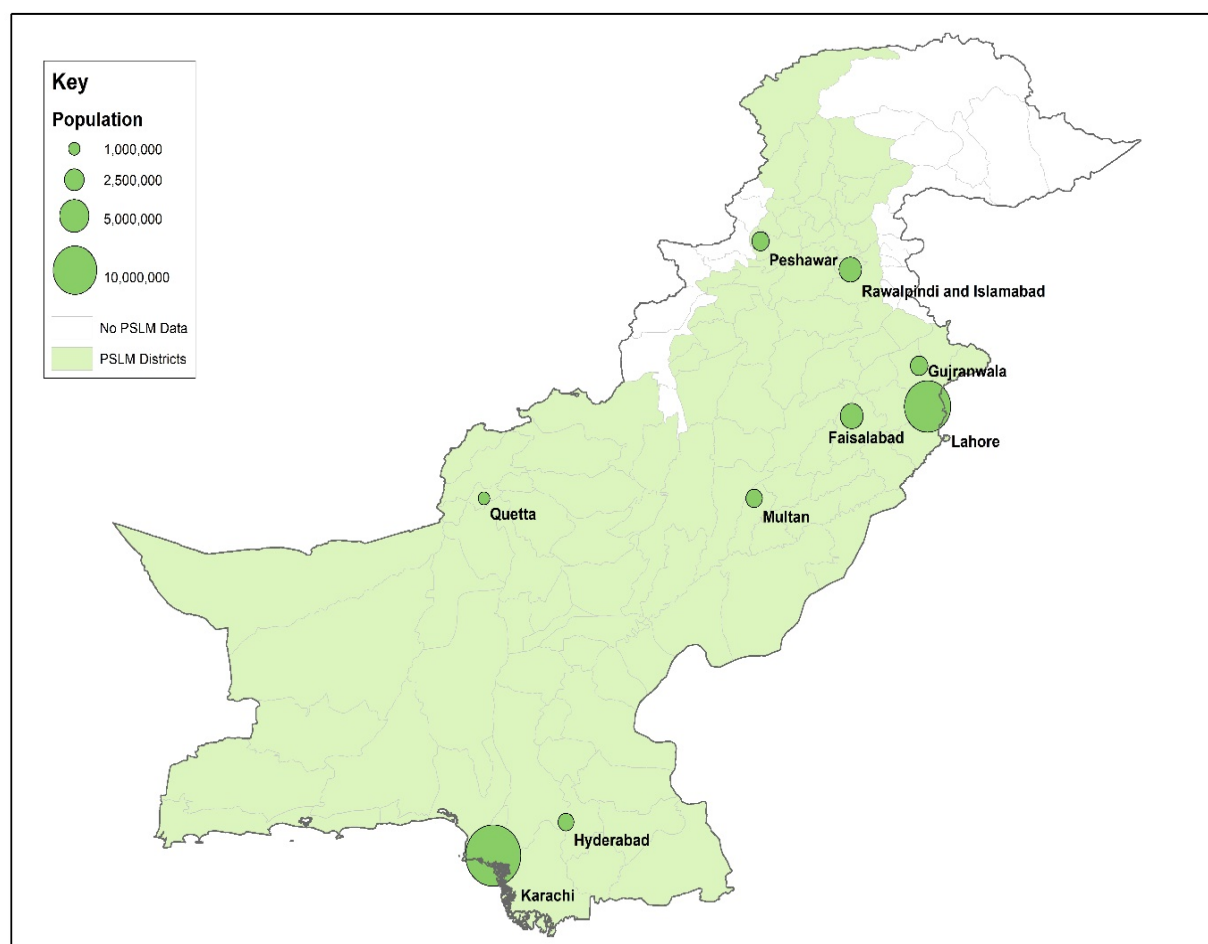 Key
Population
1,000,000
2,500,000
5,000,000
10,000,000
No PSLM Data
PSLM Districts
Peshawar
Rawalpindi and Islamabad
Gujranwala
Faisalabad
Lahore
Quetta
Multan
Hyderabad
Karachi